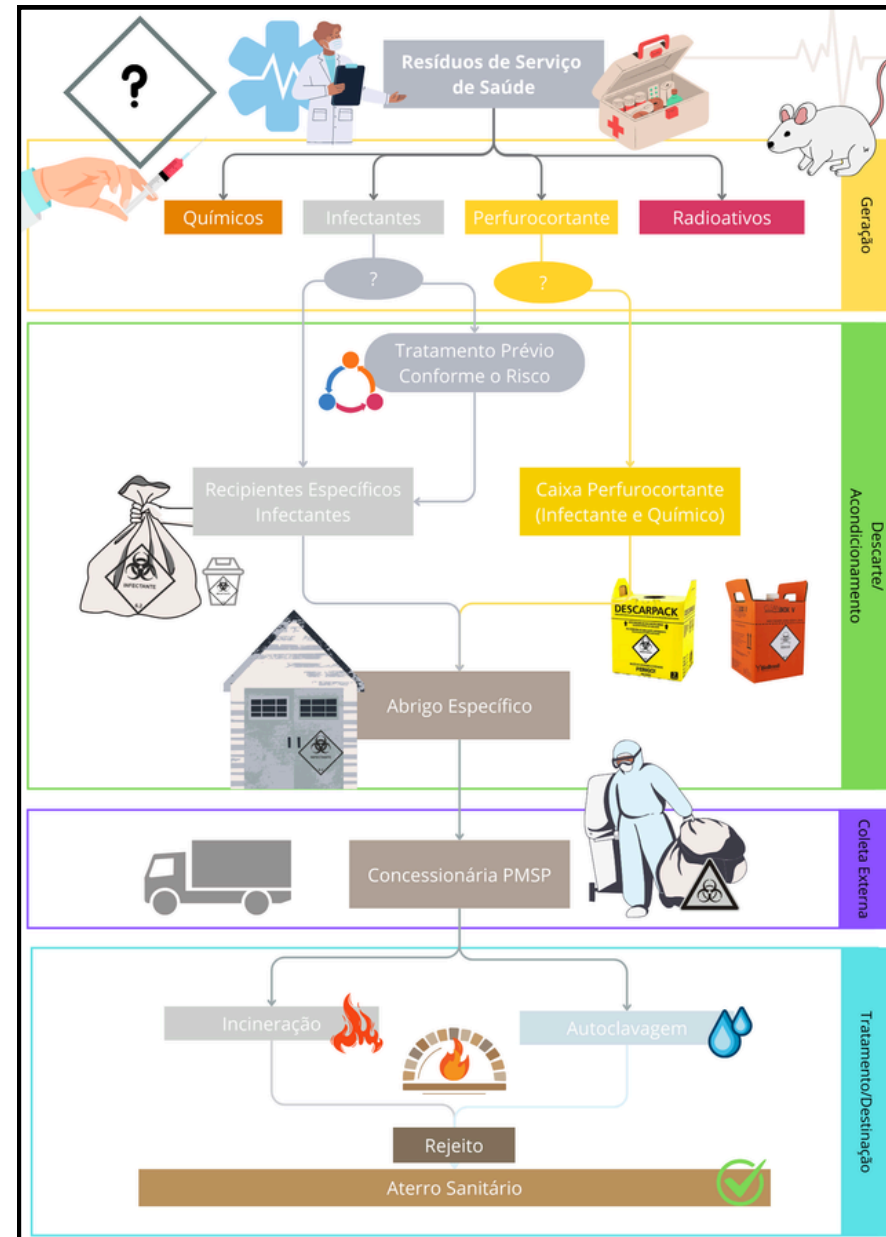 ?
Resíduos de Serviço
de Saúde
Geração
Químicos
Infectantes
Perfurocortante
Radioativos
?
?
Descarte/
Acondicionamento
Tratamento Prévio
Conforme o Risco
Recipientes Específicos
Infectantes
Caixa Perfurocortante
(Infectante e Químico)
INFECTANTE
DESCARPACK
Abrigo Específico
Coleta Externa
Concessionária PMSP
Tratamento/Destinação
Incineração
Autoclavagem
Rejeito
Aterro Sanitário